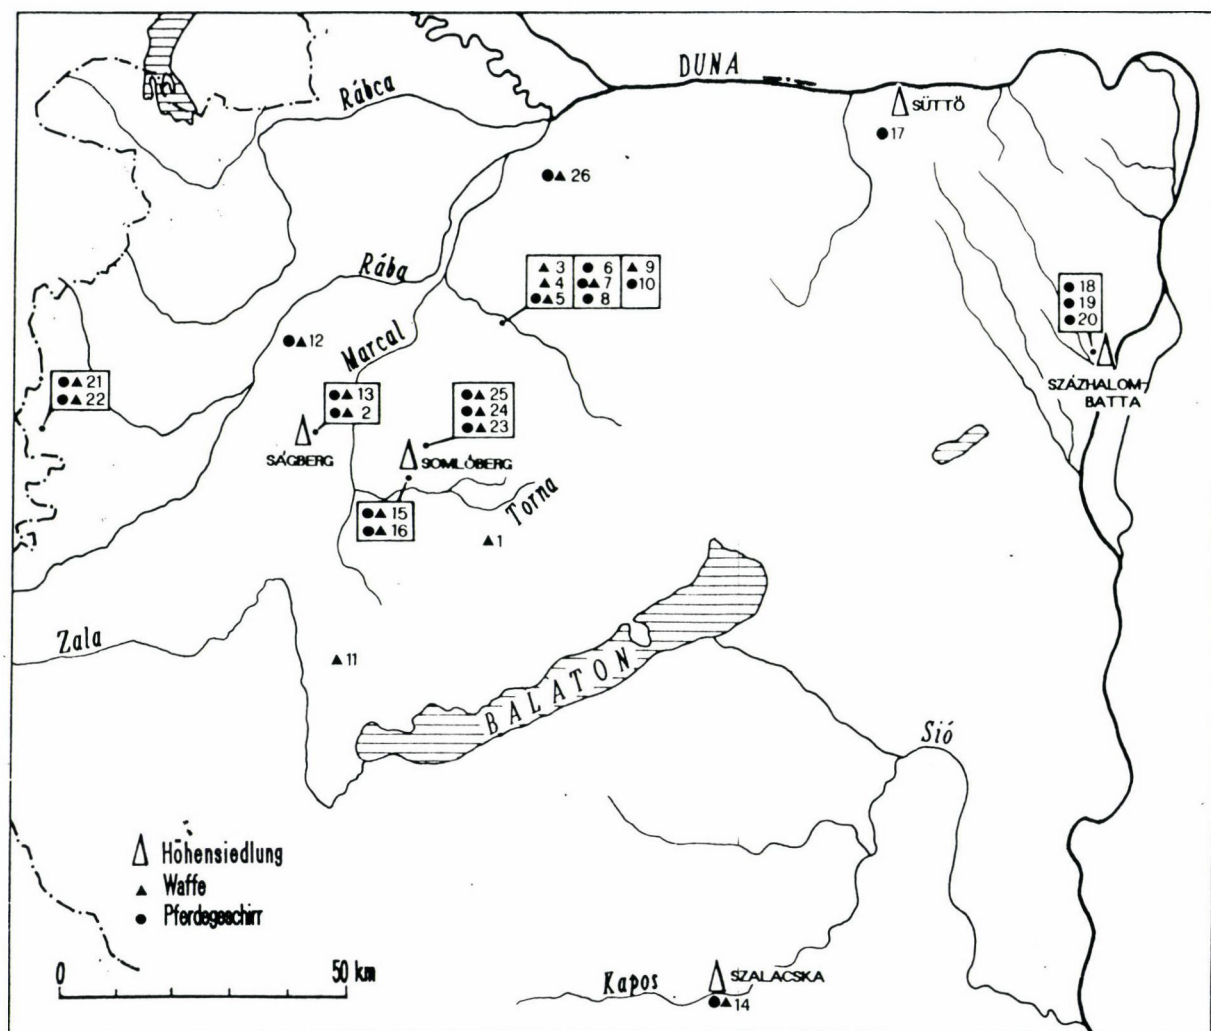 DUNA
Rábca
SÜTTŐ
17
26
3 6 9
4 7 10
5 8
Rába
18
19
20
12
Marcal
SZÁZHALOM-
BATTA
21
22
13
2
25
24
23
SÁGBERG
SOMLÓBERG
15
16
Torna
1
Zala
11
BALATON
Sió
Höhensiedlung
Waffe
Pferdegeschirr
0 50 km
Kapos
SZALACSKA
14